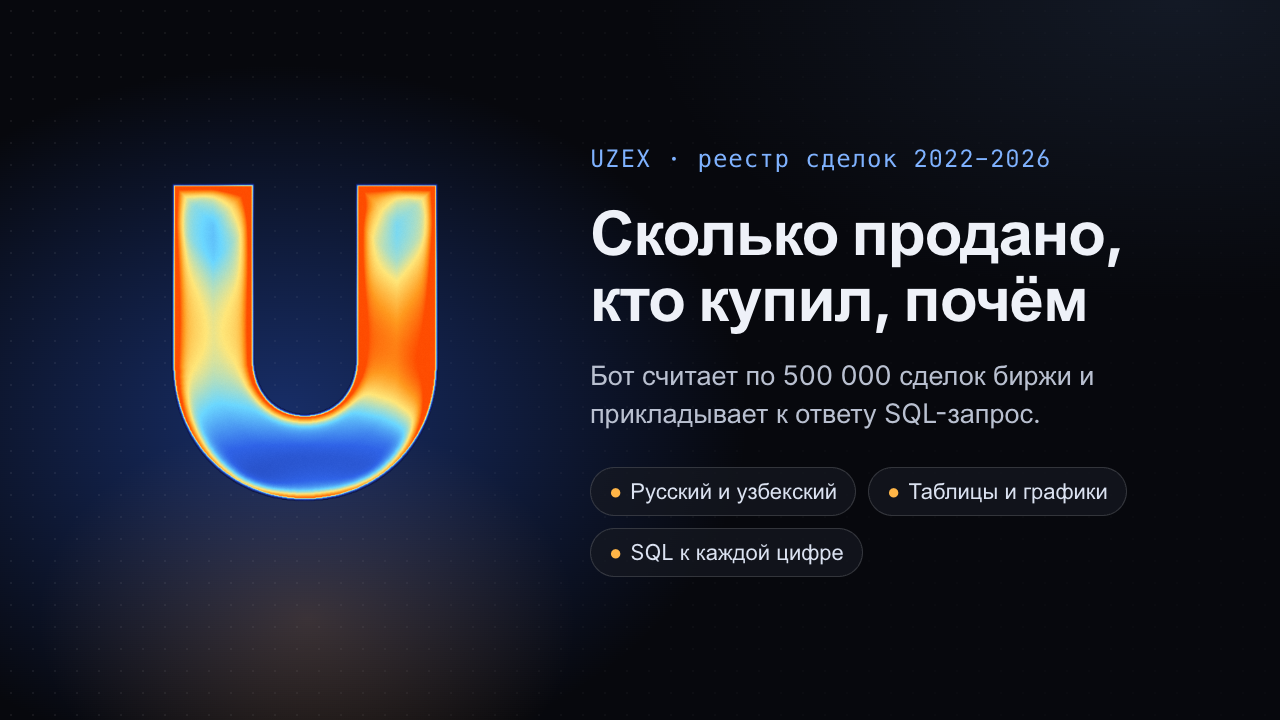 U
UZEX · реестр сделок 2022–2026
Сколько продано,
кто купил, почём
Бот считает по 500 000 сделок биржи и
прикладывает к ответу SQL-запрос.
Русский и узбекский
Таблицы и графики
SQL к каждой цифре